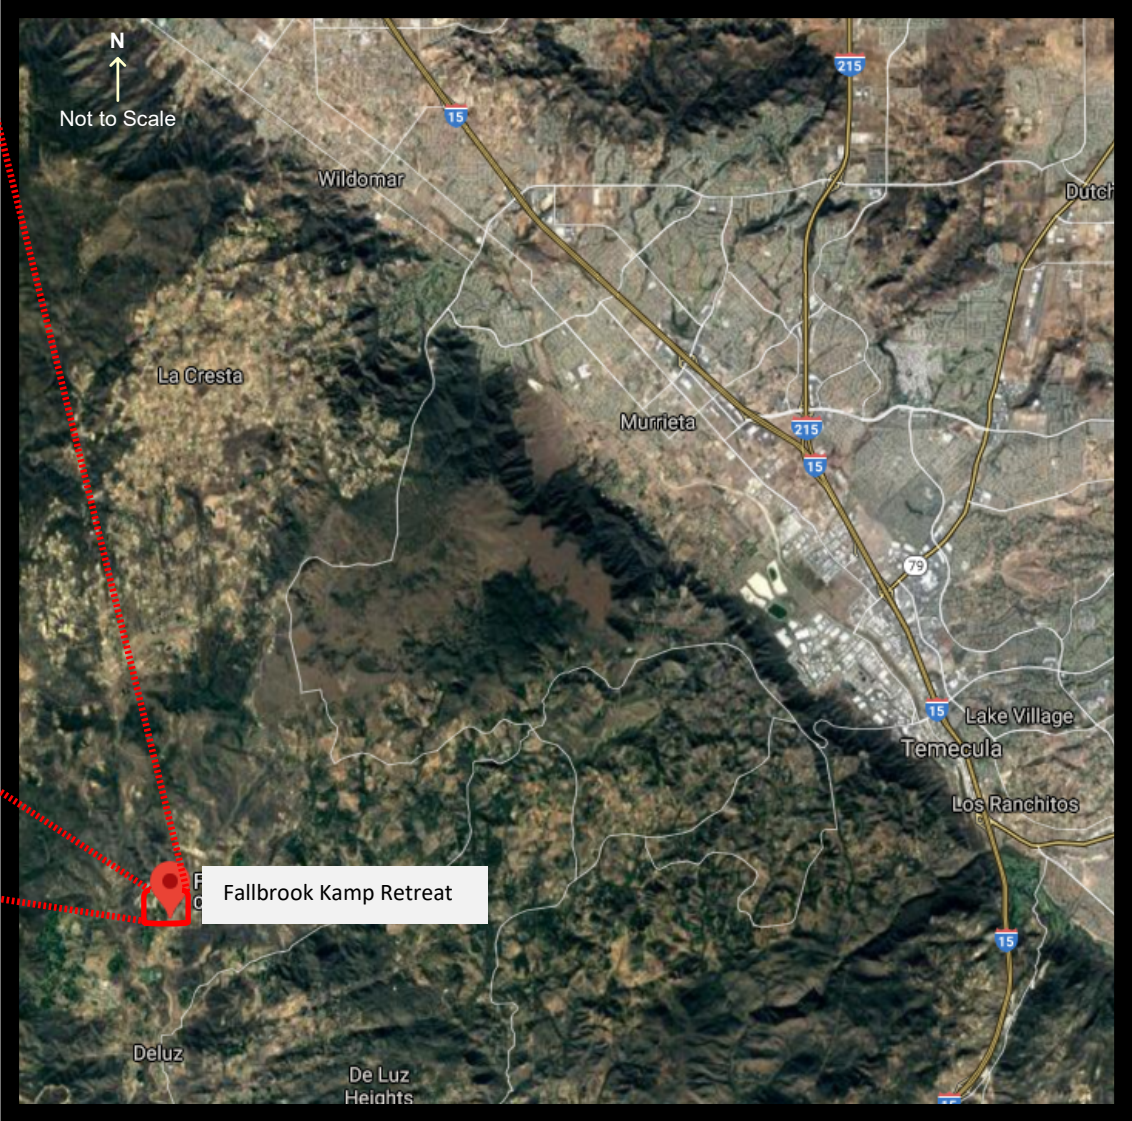 N
Not to Scale
215
15
Wildomar
Dutch
La Cresta
Murrieta
215
15
79
15
Lake Village
Temecula
Los Ranchitos
Fallbrook Kamp Retreat
15
Deluz
De Luz
Heights
15